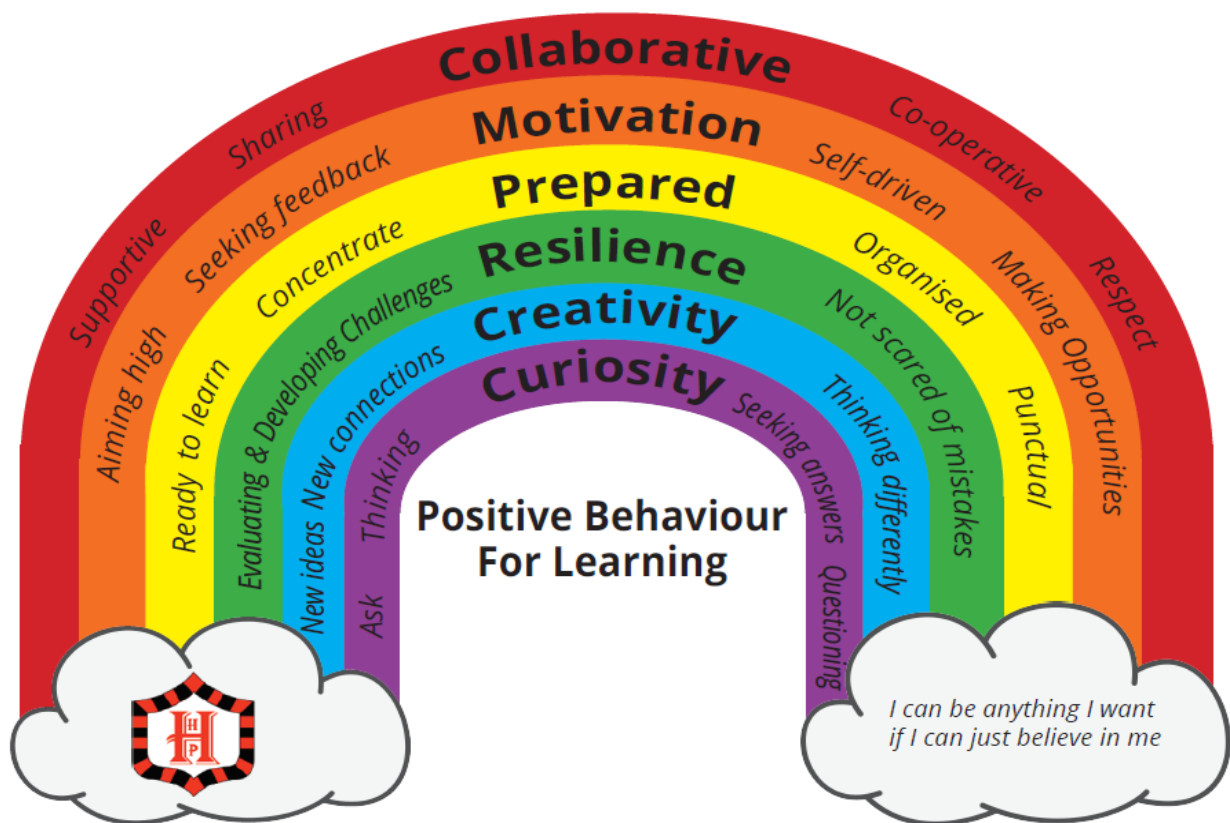 Collaborative
Supportive
Sharing
Co-operative
Respect
Motivation
Aiming high
Seeking feedback
Self-driven
Making Opportunities
Prepared
Ready to learn
Concentrate
Organised
Punctual
Resilience
Evaluating & Developing Challenges
Not scared of mistakes
Creativity
New ideas New connections
Thinking differently
Curiosity
Ask
Thinking
Seeking answers
Questioning
Positive Behaviour
For Learning
H
H
P
I can be anything I want
if I can just believe in me